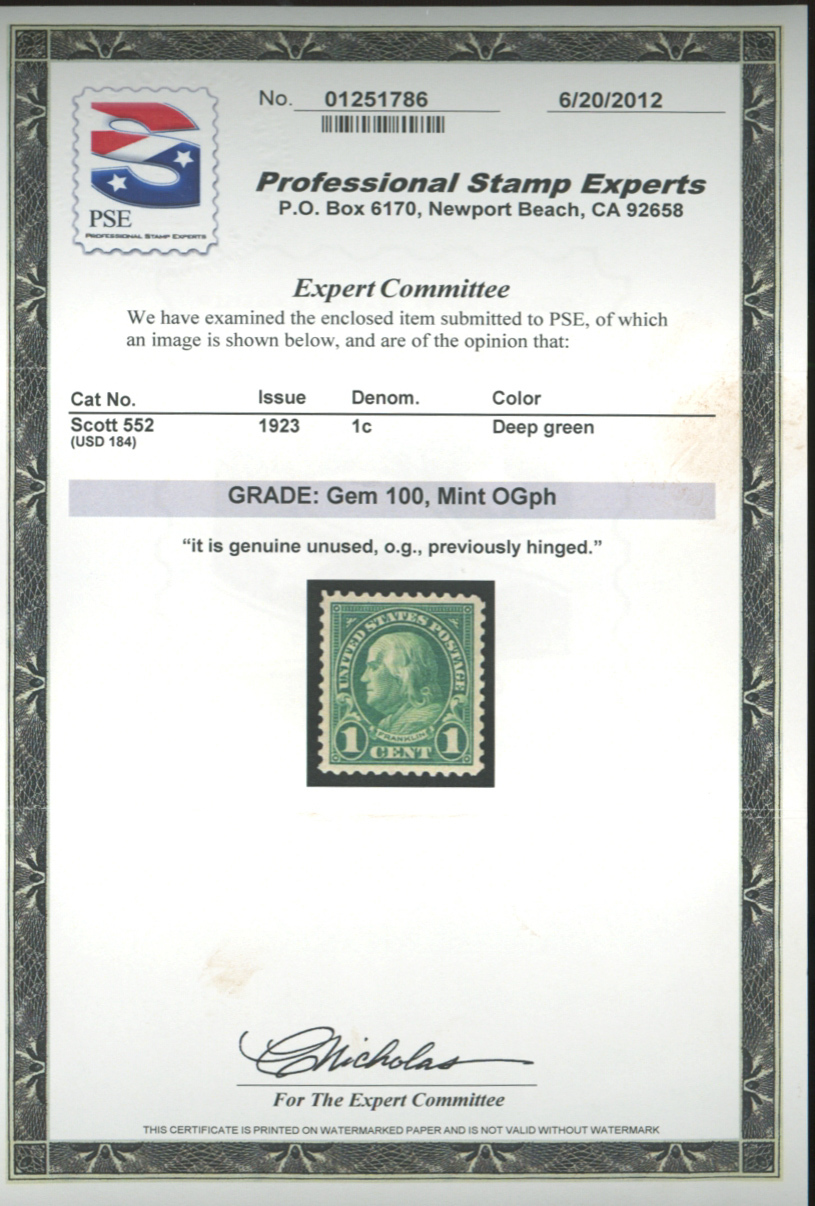 No. 01251786
6/20/2012
PSE
PROFESSIONAL STAMP EXPERTS
Professional Stamp Experts
P.O. Box 6170, Newport Beach, CA 92658
Expert Committee
We have examined the enclosed item submitted to PSE, of which
an image is shown below, and are of the opinion that:
Cat No. Issue Denom. Color
Scott 552 1923 1c Deep green
(USD 184)
GRADE: Gem 100, Mint OGph
“it is genuine unused, o.g., previously hinged.”
UNITED STATES POSTAGE
FRANKLIN
1 CENT 1
CNicholas
For The Expert Committee
THIS CERTIFICATE IS PRINTED ON WATERMARKED PAPER AND IS NOT VALID WITHOUT WATERMARK